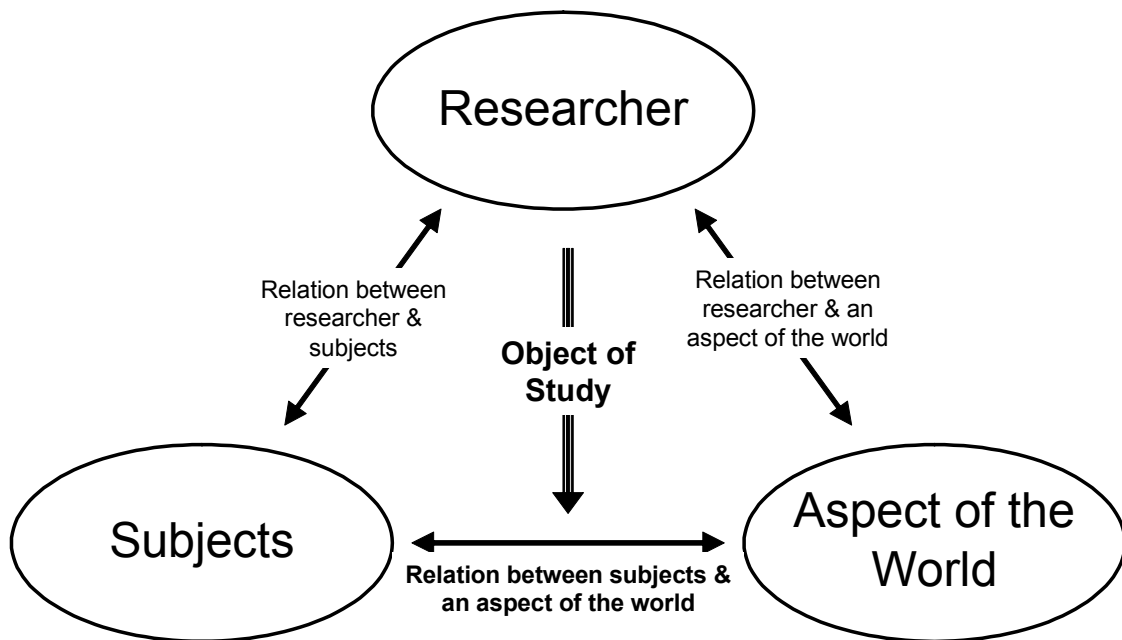 Researcher
Relation between
researcher &
subjects
Relation between
researcher & an
aspect of the world
Object of
Study
Subjects
Aspect of the
World
Relation between subjects &
an aspect of the world